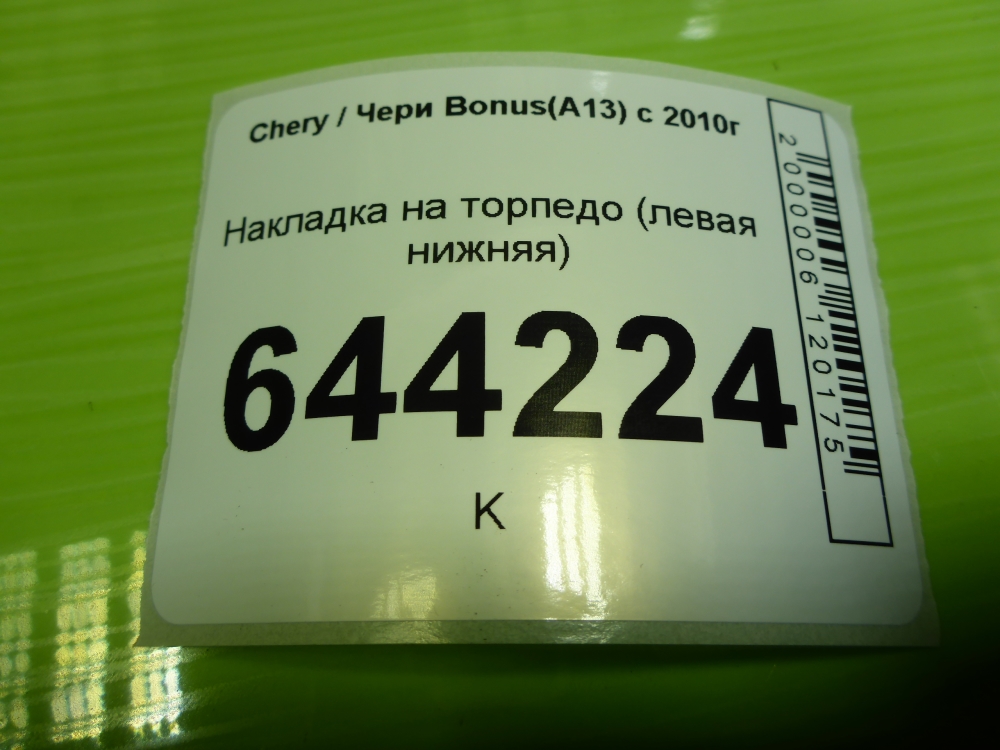 Chery / Чери Bonus(A13) с 2010г
Накладка на торпедо (левая
нижняя)
644224
К
2000006120175